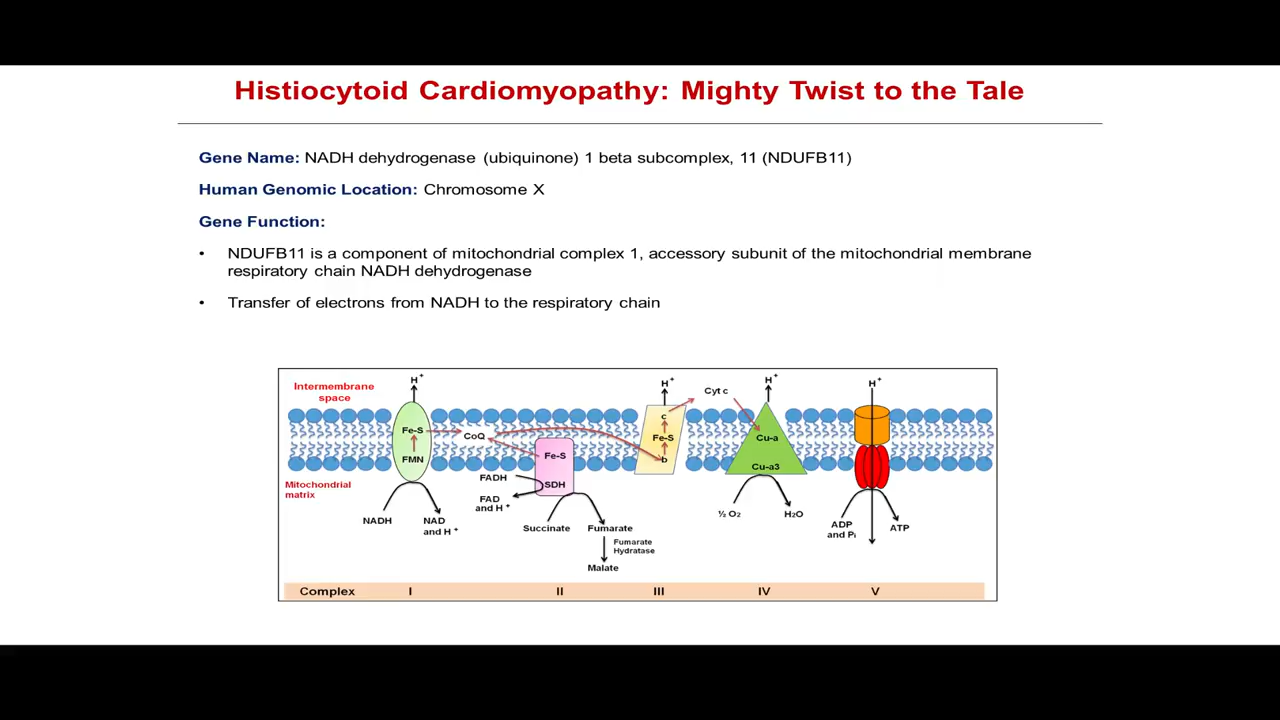 Histiocytoid Cardiomyopathy: Mighty Twist to the Tale
Gene Name: NADH dehydrogenase (ubiquinone) 1 beta subcomplex, 11 (NDUFB11)
Human Genomic Location: Chromosome X
Gene Function:
• NDUFB11 is a component of mitochondrial complex 1, accessory subunit of the mitochondrial membrane
respiratory chain NADH dehydrogenase
• Transfer of electrons from NADH to the respiratory chain
Intermembrane
space
Mitochondrial
matrix
H+
Fe-S
FMN
NADH
NAD
and H+
CoQ
Fe-S
SDH
FADH
FAD
and H+
Succinate
Fumarate
Fumarate
Hydratase
Malate
H+
c
Fe-S
b
Cyt c
H+
Cu-a
Cu-a3
½ O2
H2O
H+
ADP
and Pi
ATP
Complex I II III IV V